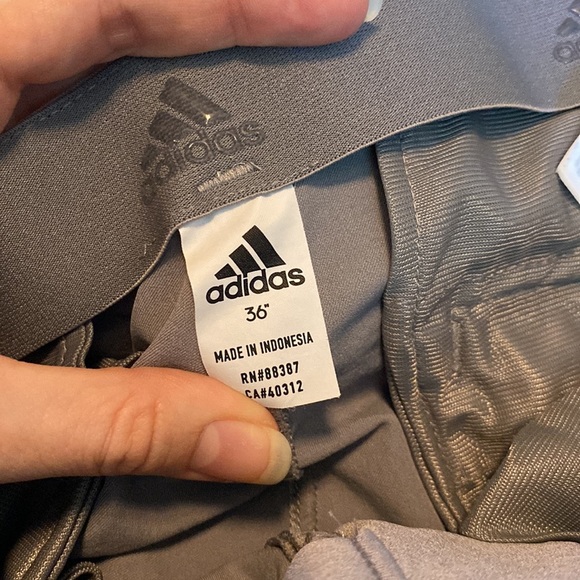 adidas
adidas
36"
MADE IN INDONESIA
RN#88387
CA#40312